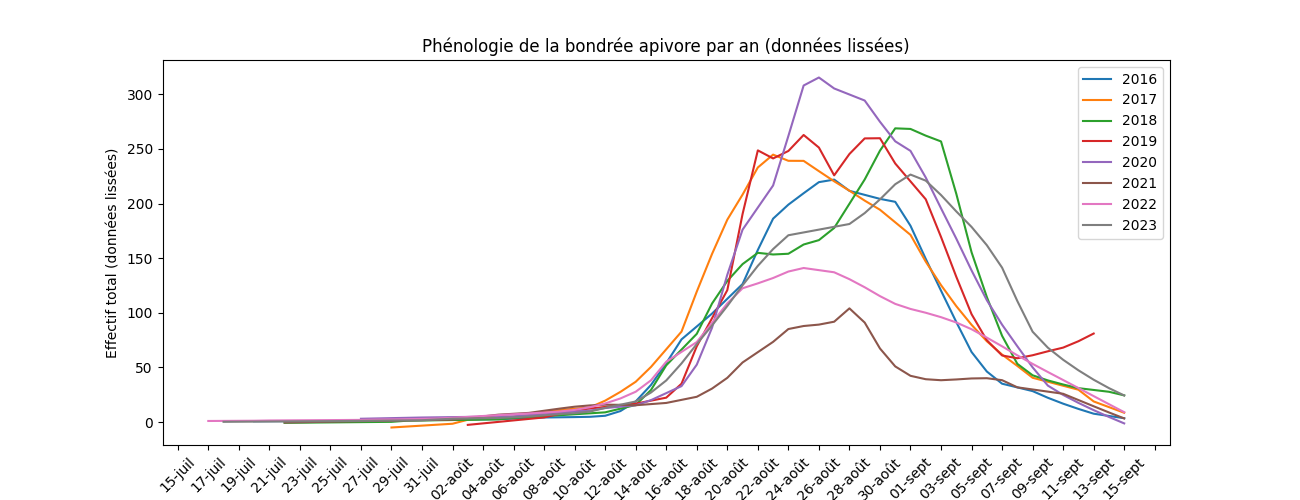 Phénologie de la bondrée apivore par an (données lissées)
Effectif total (données lissées)
300
250
200
150
100
50
0
2016
2017
2018
2019
2020
2021
2022
2023
15-juil
17-juil
19-juil
21-juil
23-juil
25-juil
27-juil
29-juil
31-juil
02-août
04-août
06-août
08-août
10-août
12-août
14-août
16-août
18-août
20-août
22-août
24-août
26-août
28-août
30-août
01-sept
03-sept
05-sept
07-sept
09-sept
11-sept
13-sept
15-sept